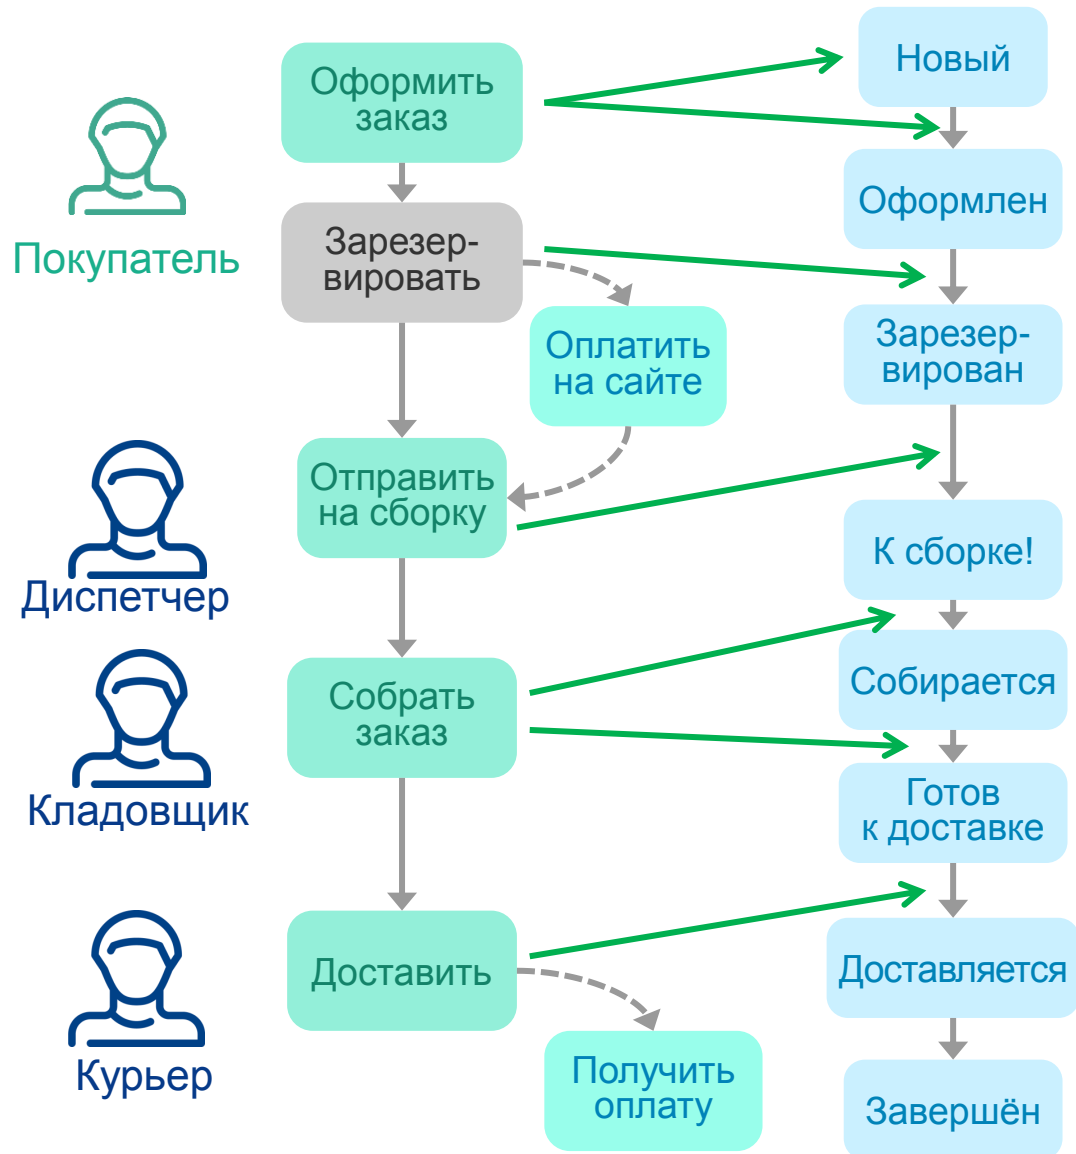 Новый
Оформить
заказ
Оформлен
Покупатель
Зарезер-
вировать
Оплатить
на сайте
Зарезер-
вирован
Отправить
на сборку
К сборке!
Диспетчер
Собрать
заказ
Собирается
Кладовщик
Готов
к доставке
Доставить
Доставляется
Курьер
Получить
оплату
Завершён